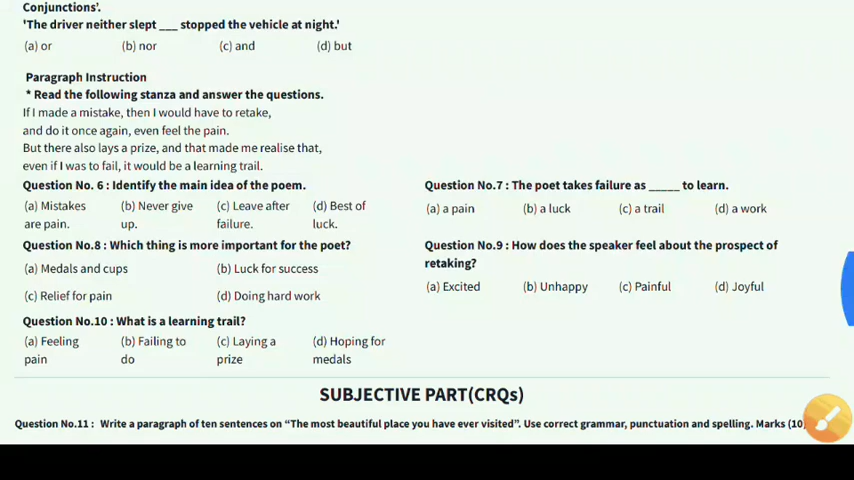 Conjunctions'.
'The driver neither slept ___ stopped the vehicle at night.'
(a) or (b) nor (c) and (d) but
Paragraph Instruction
* Read the following stanza and answer the questions.
If I made a mistake, then I would have to retake,
and do it once again, even feel the pain.
But there also lays a prize, and that made me realise that,
even if I was to fail, it would be a learning trail.
Question No. 6 : Identify the main idea of the poem.
(a) Mistakes (b) Never give (c) Leave after (d) Best of
are pain. up. failure. luck.
Question No.7 : The poet takes failure as _____ to learn.
(a) a pain (b) a luck (c) a trail (d) a work
Question No.8 : Which thing is more important for the poet?
(a) Medals and cups (b) Luck for success
(c) Relief for pain (d) Doing hard work
Question No.9 : How does the speaker feel about the prospect of
retaking?
(a) Excited (b) Unhappy (c) Painful (d) Joyful
Question No.10 : What is a learning trail?
(a) Feeling (b) Failing to (c) Laying a (d) Hoping for
pain do prize medals
SUBJECTIVE PART(CRQs)
Question No.11 : Write a paragraph of ten sentences on "The most beautiful place you have ever visited". Use correct grammar, punctuation and spelling. Marks (10)